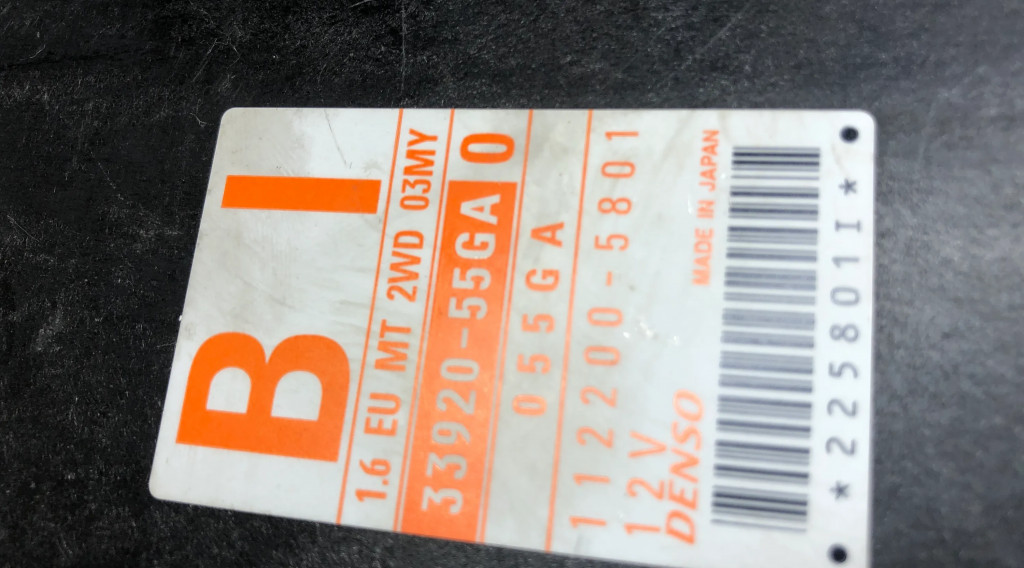 B I
1.6 EU MT 2WD 03MY
33920-55GA 0
055GA
112200-5801
12V
DENSO MADE IN JAPAN
*225801I*